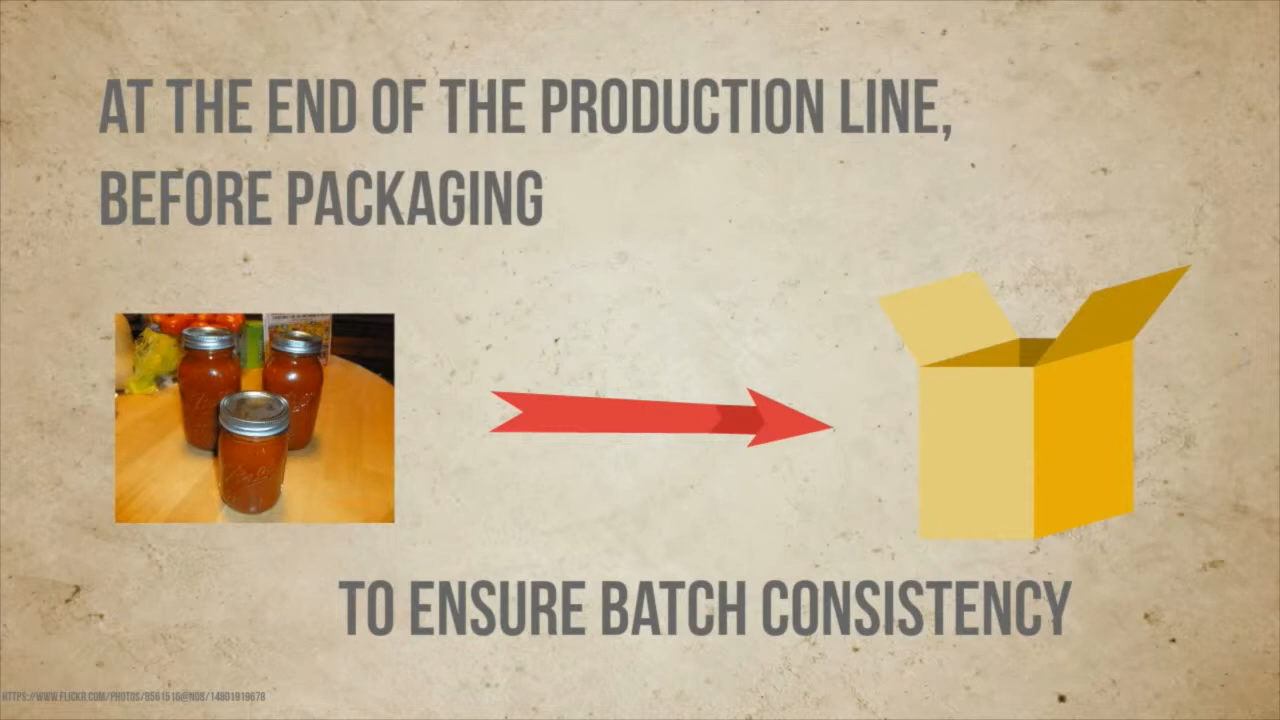 AT THE END OF THE PRODUCTION LINE,
BEFORE PACKAGING
TO ENSURE BATCH CONSISTENCY